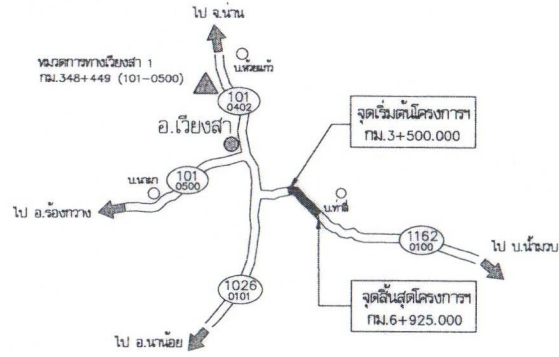 ไป จ.น่าน
หมวดการทางเวียงสา 1
กม.348+449 (101-0500)
บ.ห้วยแก้ว
101
0402
อ.เวียงสา
จุดเริ่มต้นโครงการฯ
กม.3+500.000
บ.นาผา
101
0500
บ.ท่าลี่
ไป อ.ร้องกวาง
1162
0100
ไป บ.น้ำมวบ
1026
0101
จุดสิ้นสุดโครงการฯ
กม.6+925.000
ไป อ.นาน้อย